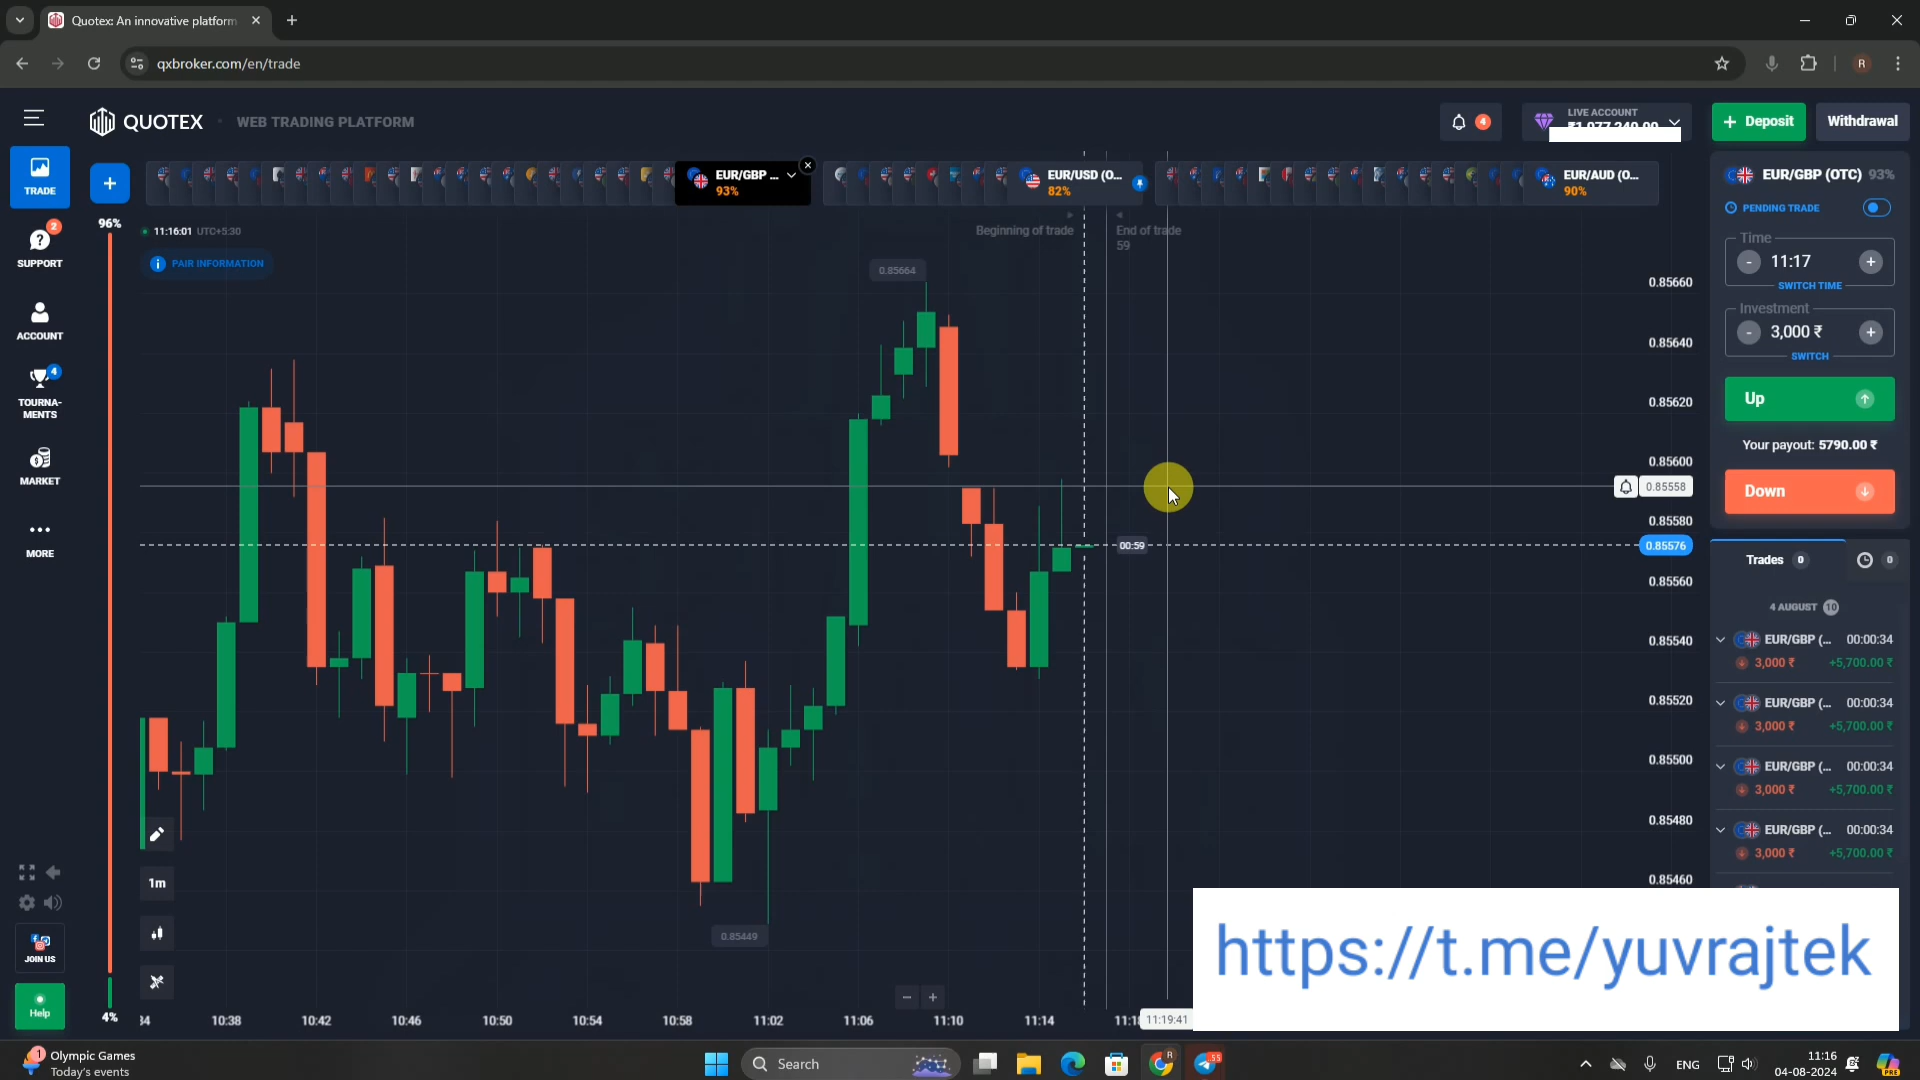 Quotex: An innovative platform
qxbroker.com/en/trade
R
QUOTEX
WEB TRADING PLATFORM
4
LIVE ACCOUNT
+ Deposit
Withdrawal
TRADE
+
EUR/GBP ...
93%
EUR/USD (O...
82%
EUR/AUD (O...
90%
EUR/GBP (OTC) 93%
PENDING TRADE
Time
- 11:17 +
SWITCH TIME
Investment
- 3,000 ₹ +
SWITCH
Up
Your payout: 5790.00 ₹
Down
96%
11:16:01 UTC+5:30
PAIR INFORMATION
Beginning of trade
End of trade
59
2
SUPPORT
ACCOUNT
4
TOURNA-
MENTS
MARKET
MORE
0.85664
0.85660
0.85640
0.85620
0.85600
0.85558
0.85580
00:59
0.85576
0.85560
0.85540
0.85520
0.85500
0.85480
0.85460
0.85449
Trades 0
0
4 AUGUST 10
EUR/GBP (... 00:00:34
3,000 ₹ +5,700.00 ₹
EUR/GBP (... 00:00:34
3,000 ₹ +5,700.00 ₹
EUR/GBP (... 00:00:34
3,000 ₹ +5,700.00 ₹
EUR/GBP (... 00:00:34
3,000 ₹ +5,700.00 ₹
1m
JOIN US
Help
4%
https://t.me/yuvrajtek
34 10:38 10:42 10:46 10:50 10:54 10:58 11:02 11:06 11:10 11:14 11:19:41
1
Olympic Games
Today's events
Search
55
ENG
11:16
04-08-2024
PRE